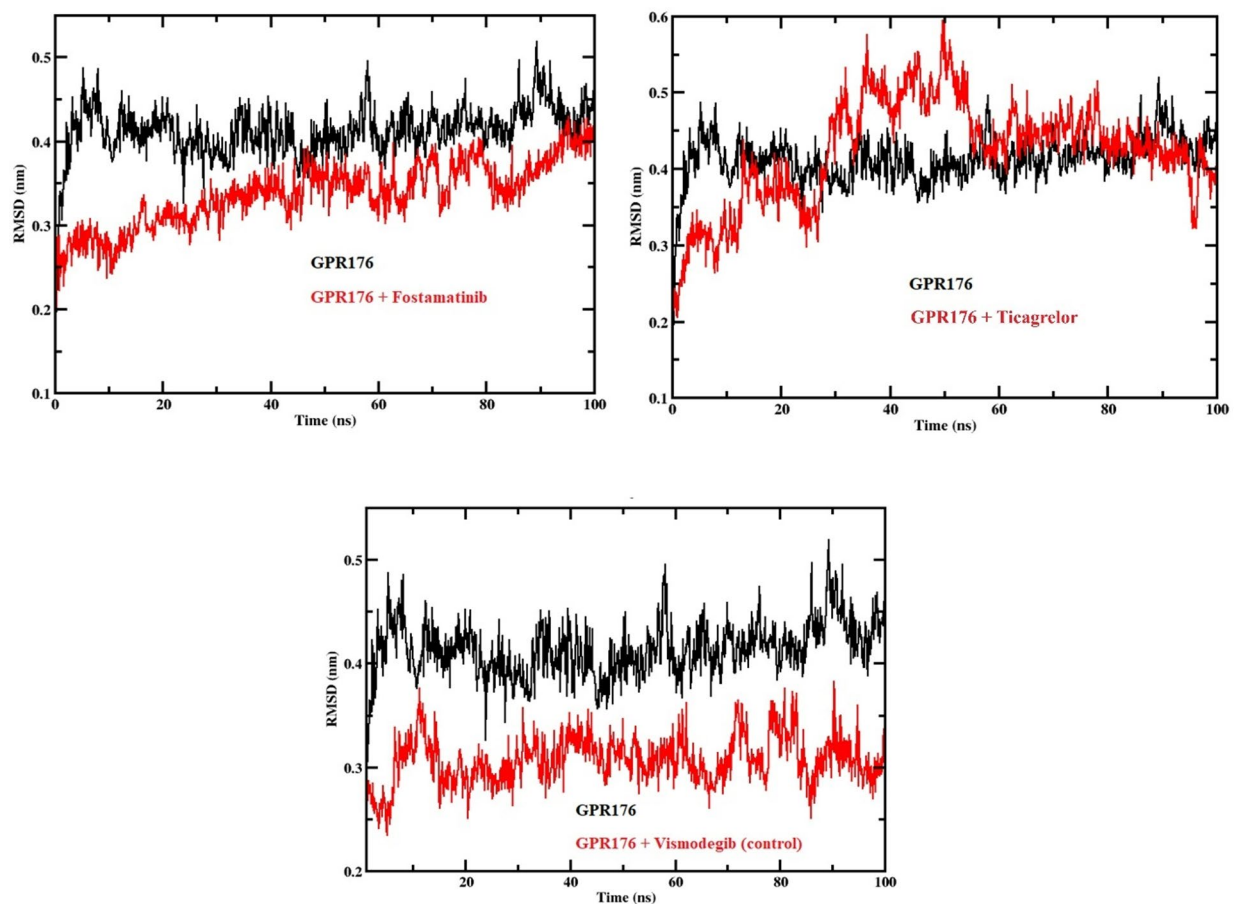 0.5
0.4
0.3
0.2
0.1
RMSD (nm)
GPR176
GPR176 + Fostamatinib
0 20 40 60 80 100
Time (ns)
0.6
0.5
0.4
0.3
0.2
0.1
RMSD (nm)
GPR176
GPR176 + Ticagrelor
0 20 40 60 80 100
Time (ns)
0.5
0.4
0.3
0.2
RMSD (nm)
GPR176
GPR176 + Vismodegib (control)
20 40 60 80 100
Time (ns)